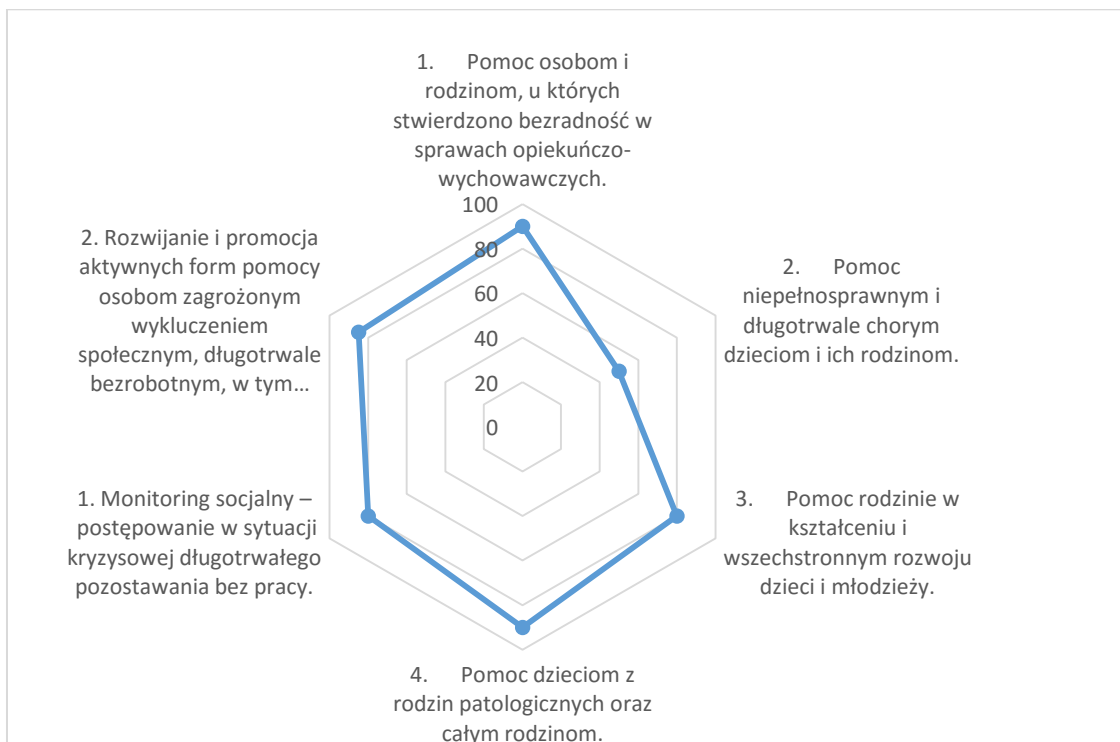 1. Pomoc osobom i
rodzinom, u których
stwierdzono bezradność w
sprawach opiekuńczo-
wychowawczych.
100
80
60
40
20
0
2. Pomoc
niepełnosprawnym i
długotrwale chorym
dzieciom i ich rodzinom.
3. Pomoc rodzinie w
kształceniu i
wszechstronnym rozwoju
dzieci i młodzieży.
4. Pomoc dzieciom z
rodzin patologicznych oraz
całym rodzinom.
1. Monitoring socjalny –
postępowanie w sytuacji
kryzysowej długotrwałego
pozostawania bez pracy.
2. Rozwijanie i promocja
aktywnych form pomocy
osobom zagrożonym
wykluczeniem
społecznym, długotrwale
bezrobotnym, w tym…